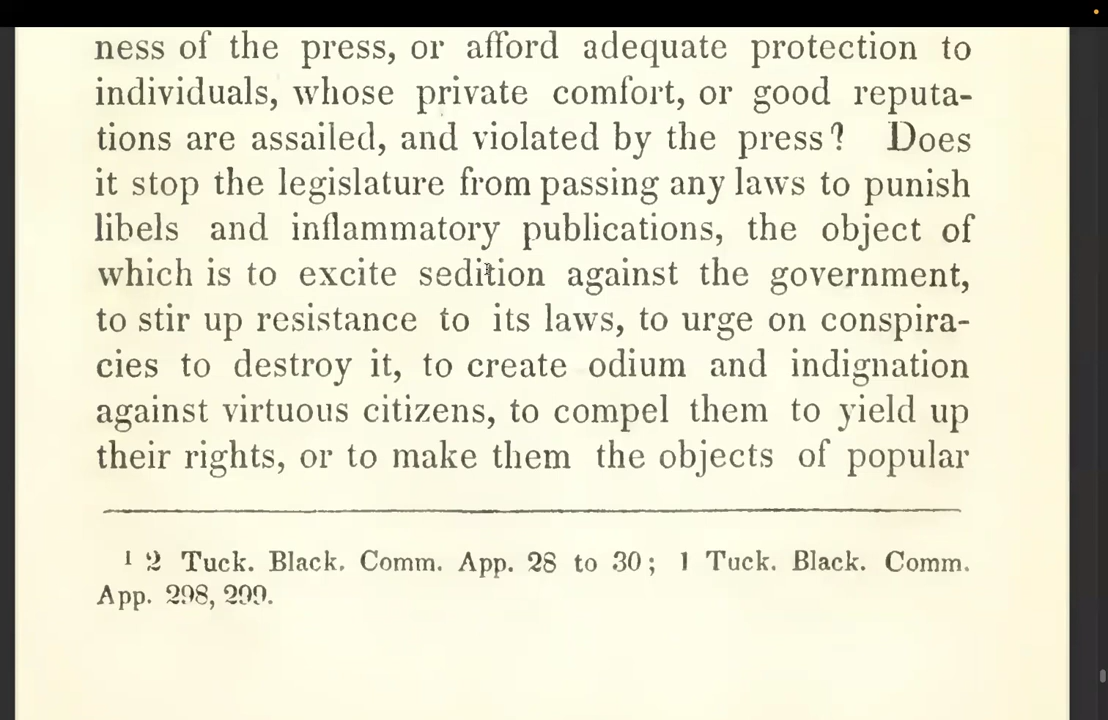 ness of the press, or afford adequate protection to
individuals, whose private comfort, or good reputa-
tions are assailed, and violated by the press? Does
it stop the legislature from passing any laws to punish
libels and inflammatory publications, the object of
which is to excite sedition against the government,
to stir up resistance to its laws, to urge on conspira-
cies to destroy it, to create odium and indignation
against virtuous citizens, to compel them to yield up
their rights, or to make them the objects of popular
1 2 Tuck. Black. Comm. App. 28 to 30; 1 Tuck. Black. Comm.
App. 298, 299.